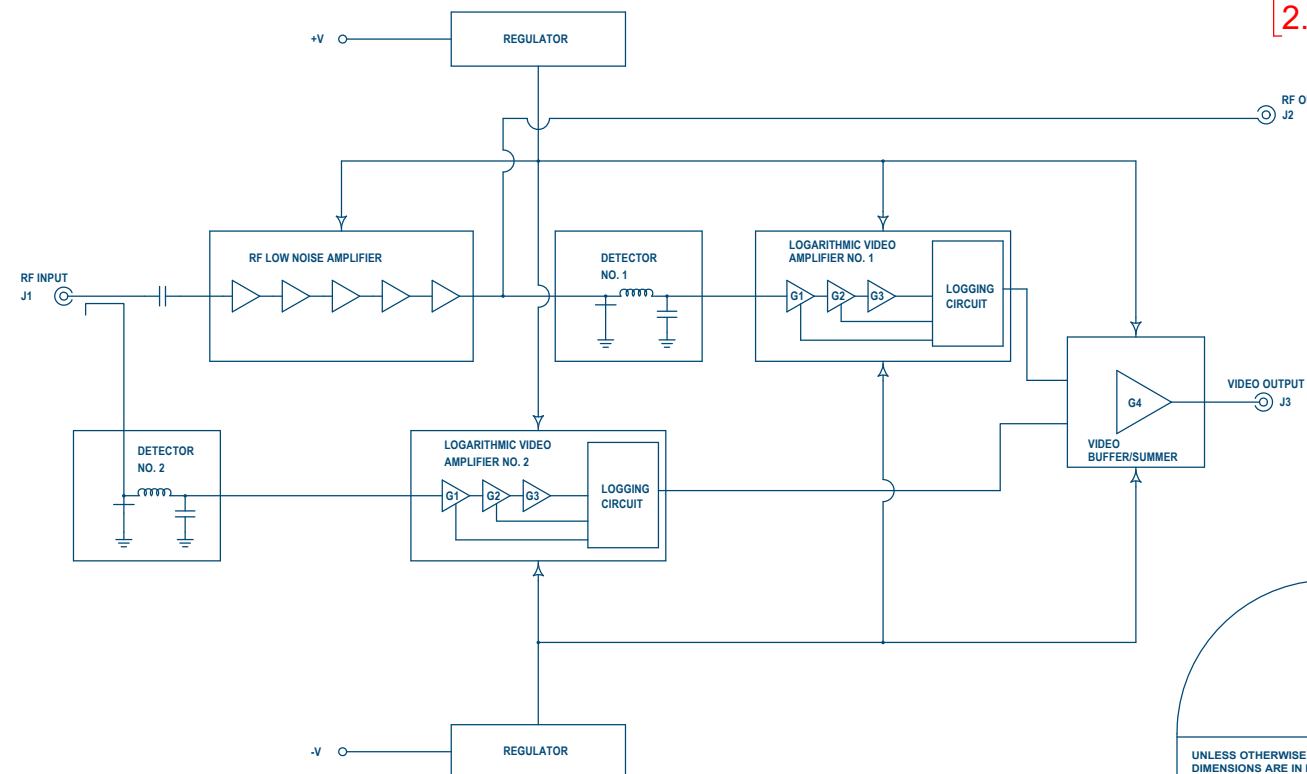 2.
+V
REGULATOR
RF O
J2
RF LOW NOISE AMPLIFIER
DETECTOR
NO. 1
LOGARITHMIC VIDEO
AMPLIFIER NO. 1
G1
G2
G3
LOGGING
CIRCUIT
RF INPUT
J1
VIDEO OUTPUT
J3
G4
VIDEO
BUFFER/SUMMER
DETECTOR
NO. 2
LOGARITHMIC VIDEO
AMPLIFIER NO. 2
G1
G2
G3
LOGGING
CIRCUIT
-V
REGULATOR
UNLESS OTHERWISE
DIMENSIONS ARE IN